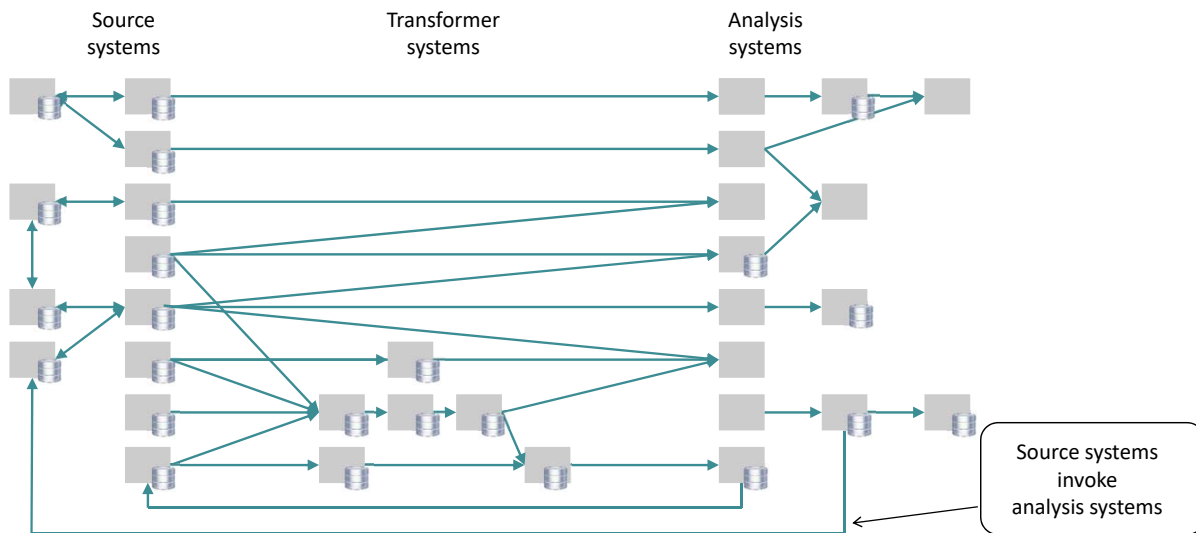 Source
systems
Transformer
systems
Analysis
systems
Source systems
invoke
analysis systems